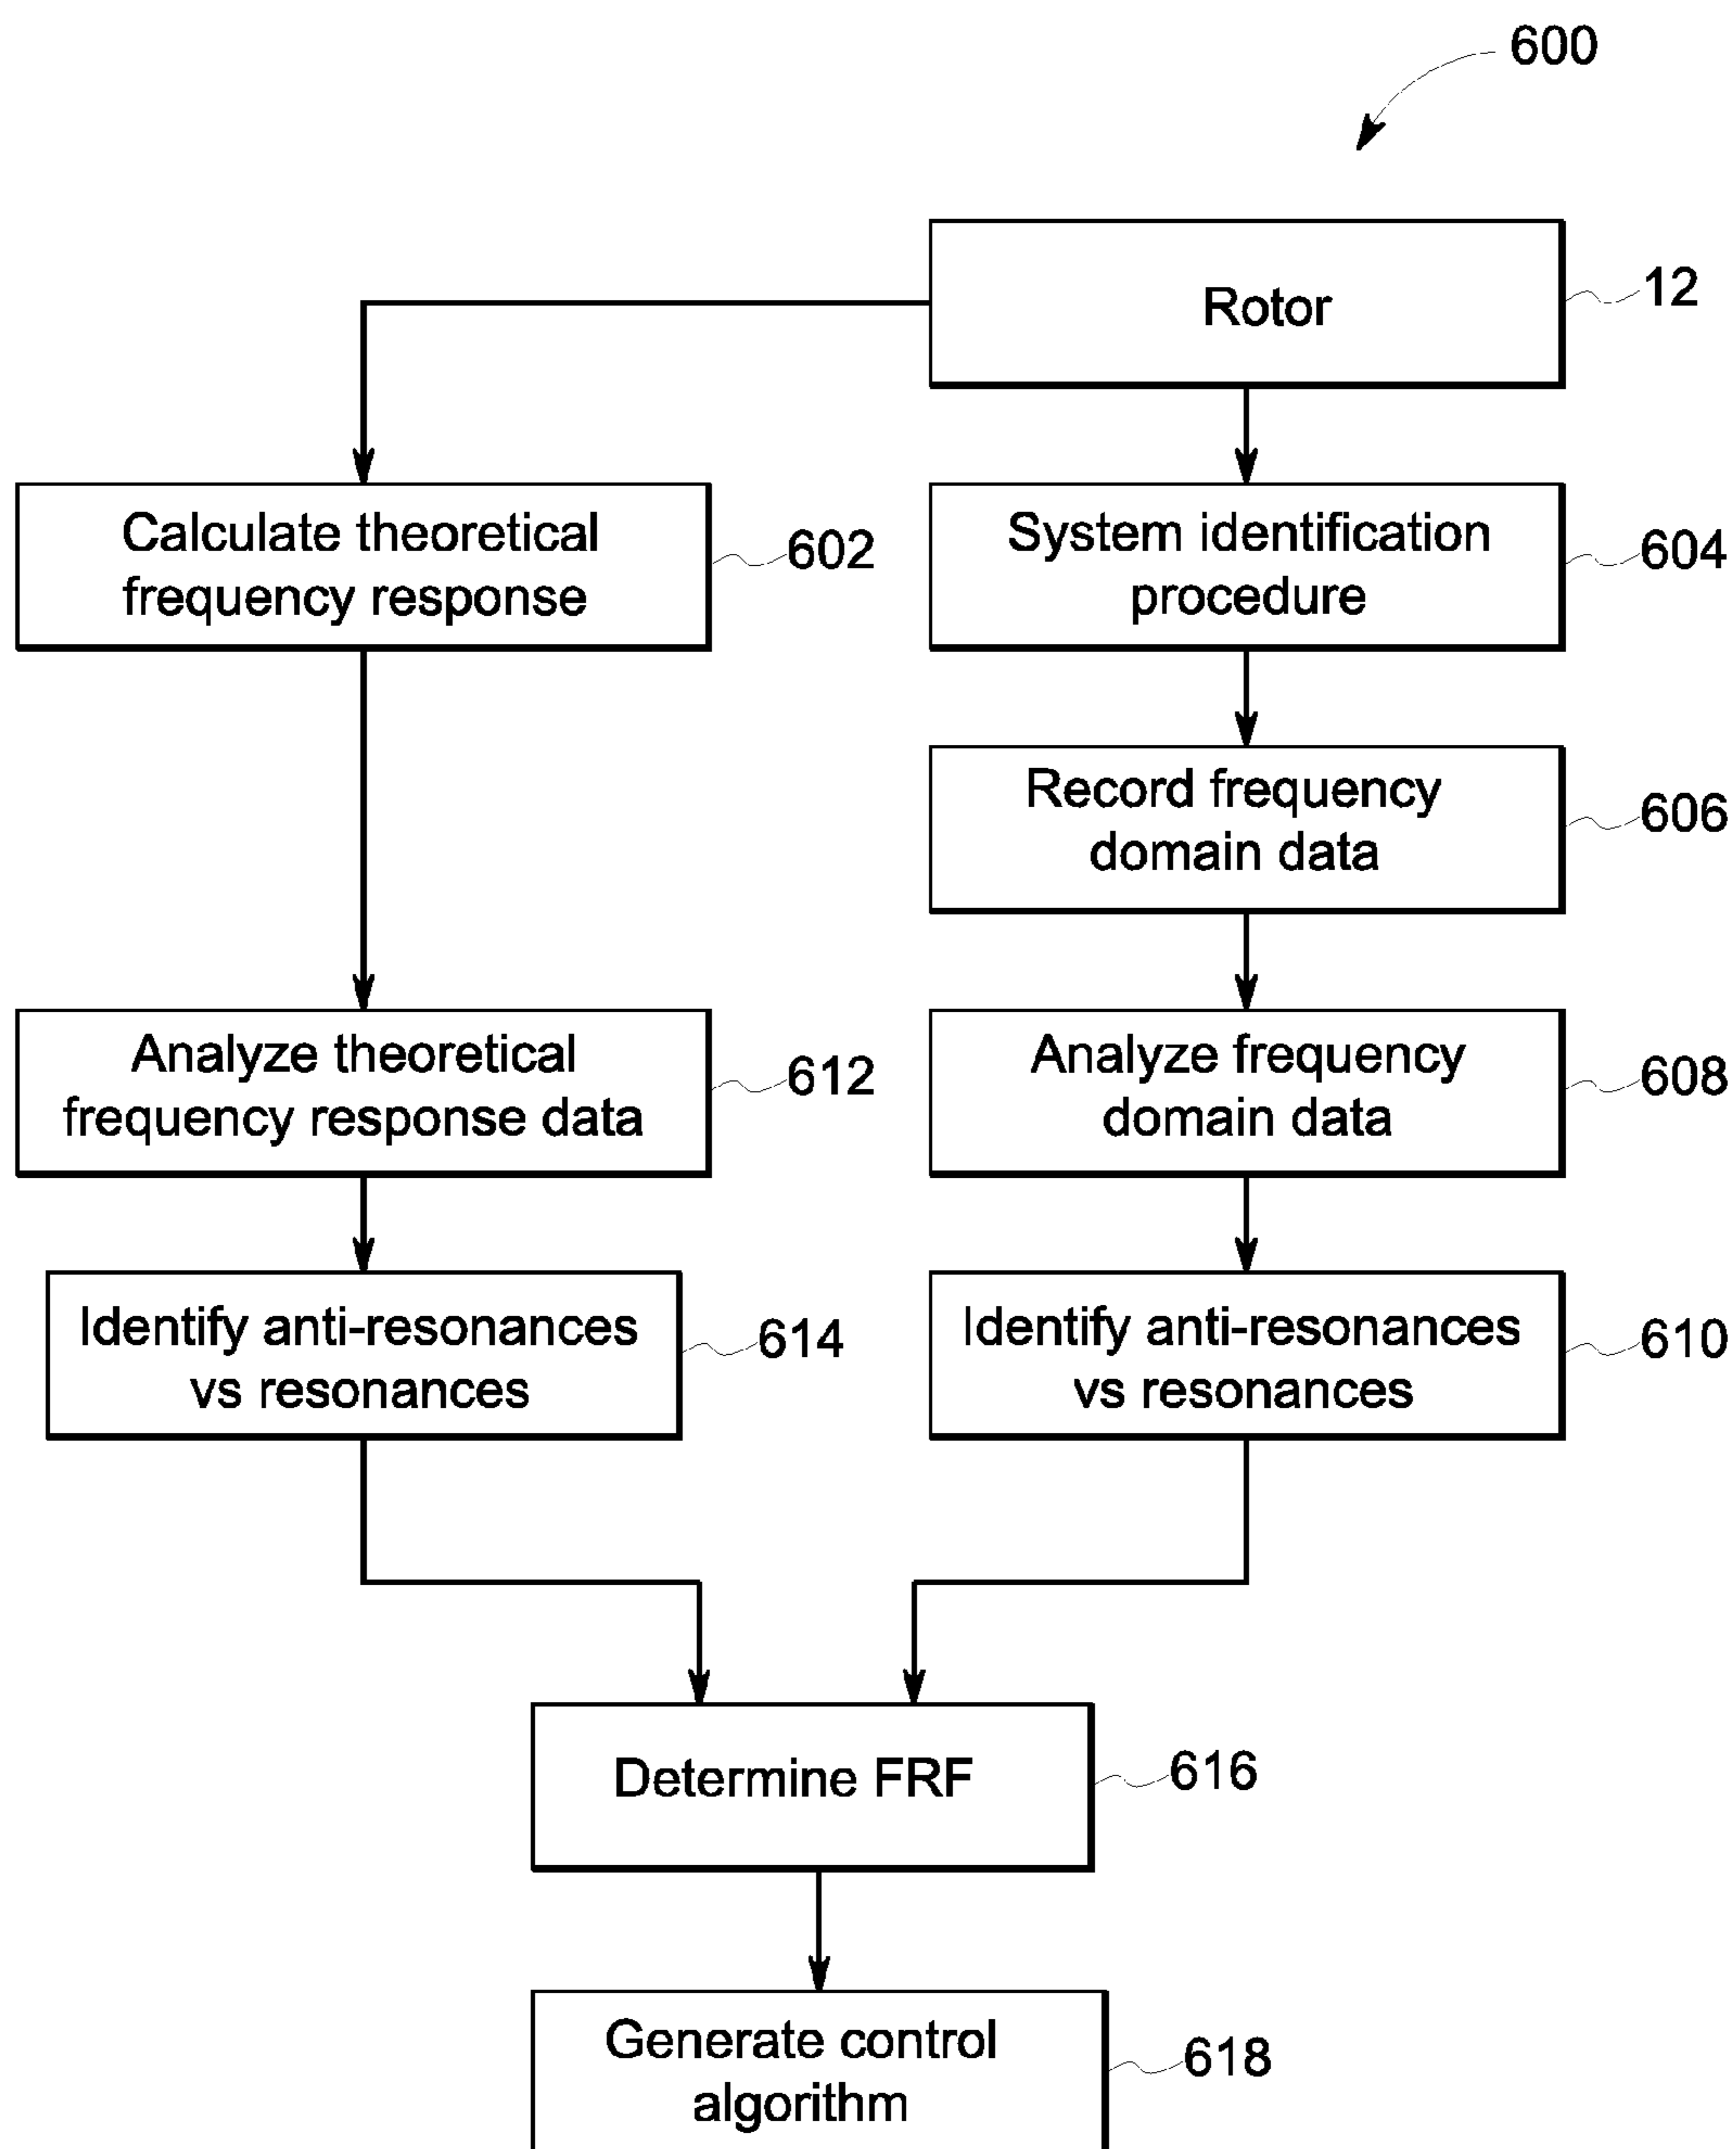 600
Rotor
12
Calculate theoretical
frequency response
602
System identification
procedure
604
Record frequency
domain data
606
Analyze theoretical
frequency response data
612
Analyze frequency
domain data
608
Identify anti-resonances
vs resonances
614
Identify anti-resonances
vs resonances
610
Determine FRF
616
Generate control
algorithm
618